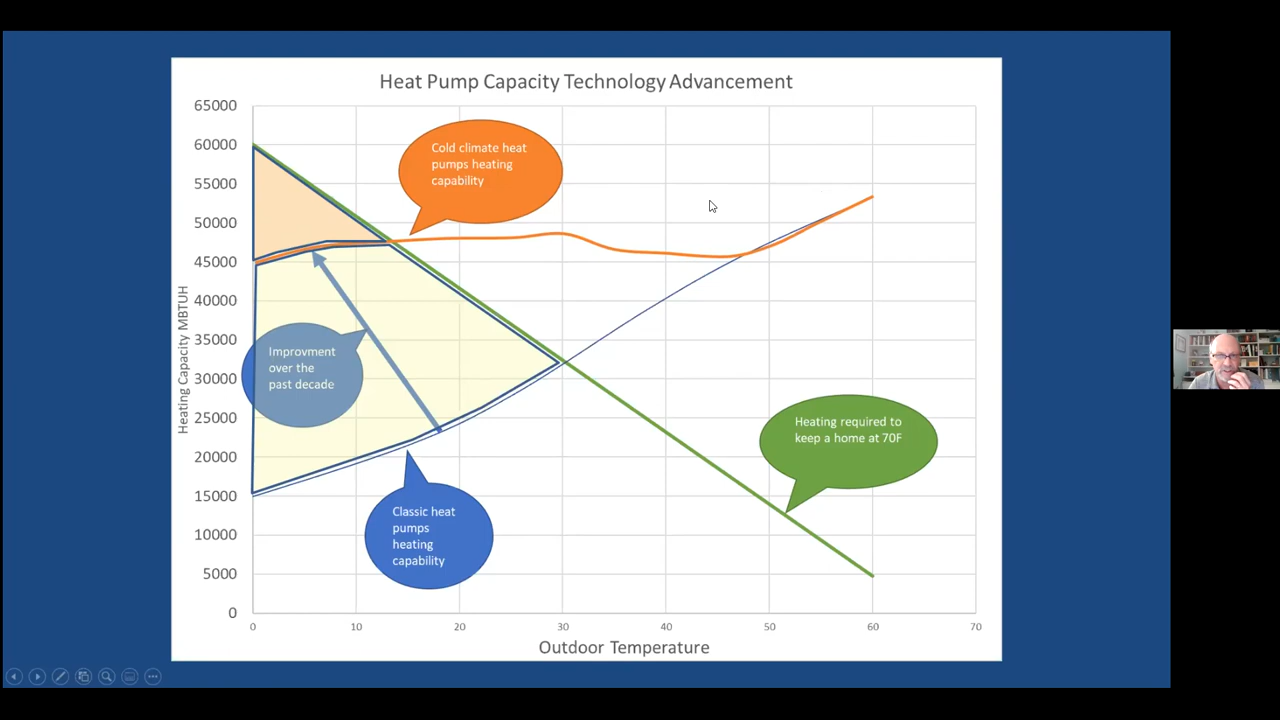 Heat Pump Capacity Technology Advancement
65000
60000
55000
50000
45000
40000
35000
30000
25000
20000
15000
10000
5000
0
Heating Capacity MBTUH
Cold climate heat
pumps heating
capability
Improvment
over the
past decade
Heating required to
keep a home at 70F
Classic heat
pumps
heating
capability
0
10
20
30
40
50
60
70
Outdoor Temperature